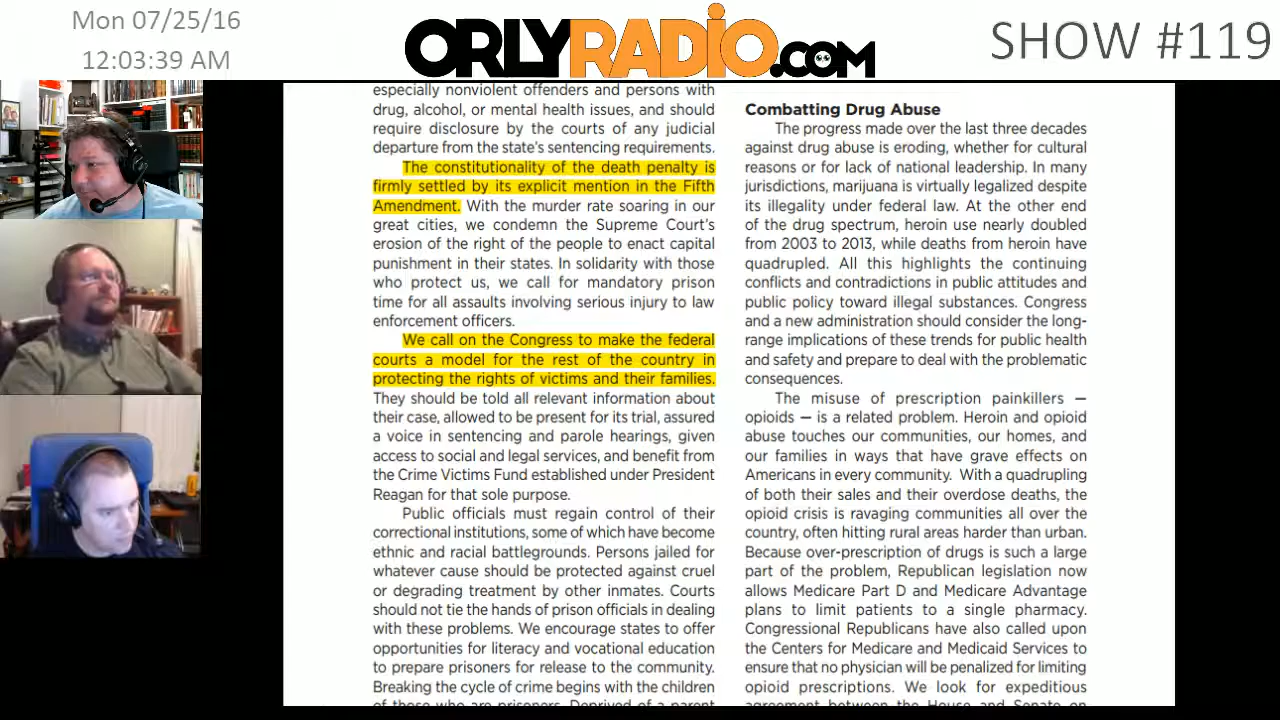 Mon 07/25/16
12:03:39 AM
ORLYRADIO.COM
SHOW #119
especially nonviolent offenders and persons with
drug, alcohol, or mental health issues, and should
require disclosure by the courts of any judicial
departure from the state's sentencing requirements.
The constitutionality of the death penalty is
firmly settled by its explicit mention in the Fifth
Amendment. With the murder rate soaring in our
great cities, we condemn the Supreme Court's
erosion of the right of the people to enact capital
punishment in their states. In solidarity with those
who protect us, we call for mandatory prison
time for all assaults involving serious injury to law
enforcement officers.
We call on the Congress to make the federal
courts a model for the rest of the country in
protecting the rights of victims and their families.
They should be told all relevant information about
their case, allowed to be present for its trial, assured
a voice in sentencing and parole hearings, given
access to social and legal services, and benefit from
the Crime Victims Fund established under President
Reagan for that sole purpose.
Public officials must regain control of their
correctional institutions, some of which have become
ethnic and racial battlegrounds. Persons jailed for
whatever cause should be protected against cruel
or degrading treatment by other inmates. Courts
should not tie the hands of prison officials in dealing
with these problems. We encourage states to offer
opportunities for literacy and vocational education
to prepare prisoners for release to the community.
Breaking the cycle of crime begins with the children
of those who are prisoners. Deprived of a parent
Combatting Drug Abuse
The progress made over the last three decades
against drug abuse is eroding, whether for cultural
reasons or for lack of national leadership. In many
jurisdictions, marijuana is virtually legalized despite
its illegality under federal law. At the other end
of the drug spectrum, heroin use nearly doubled
from 2003 to 2013, while deaths from heroin have
quadrupled. All this highlights the continuing
conflicts and contradictions in public attitudes and
public policy toward illegal substances. Congress
and a new administration should consider the long-
range implications of these trends for public health
and safety and prepare to deal with the problematic
consequences.
The misuse of prescription painkillers —
opioids — is a related problem. Heroin and opioid
abuse touches our communities, our homes, and
our families in ways that have grave effects on
Americans in every community. With a quadrupling
of both their sales and their overdose deaths, the
opioid crisis is ravaging communities all over the
country, often hitting rural areas harder than urban.
Because over-prescription of drugs is such a large
part of the problem, Republican legislation now
allows Medicare Part D and Medicare Advantage
plans to limit patients to a single pharmacy.
Congressional Republicans have also called upon
the Centers for Medicare and Medicaid Services to
ensure that no physician will be penalized for limiting
opioid prescriptions. We look for expeditious
agreement between the House and Senate on